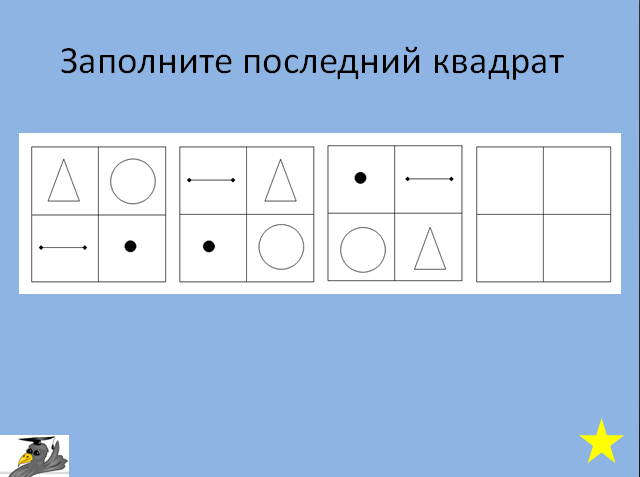 Заполните последний квадрат